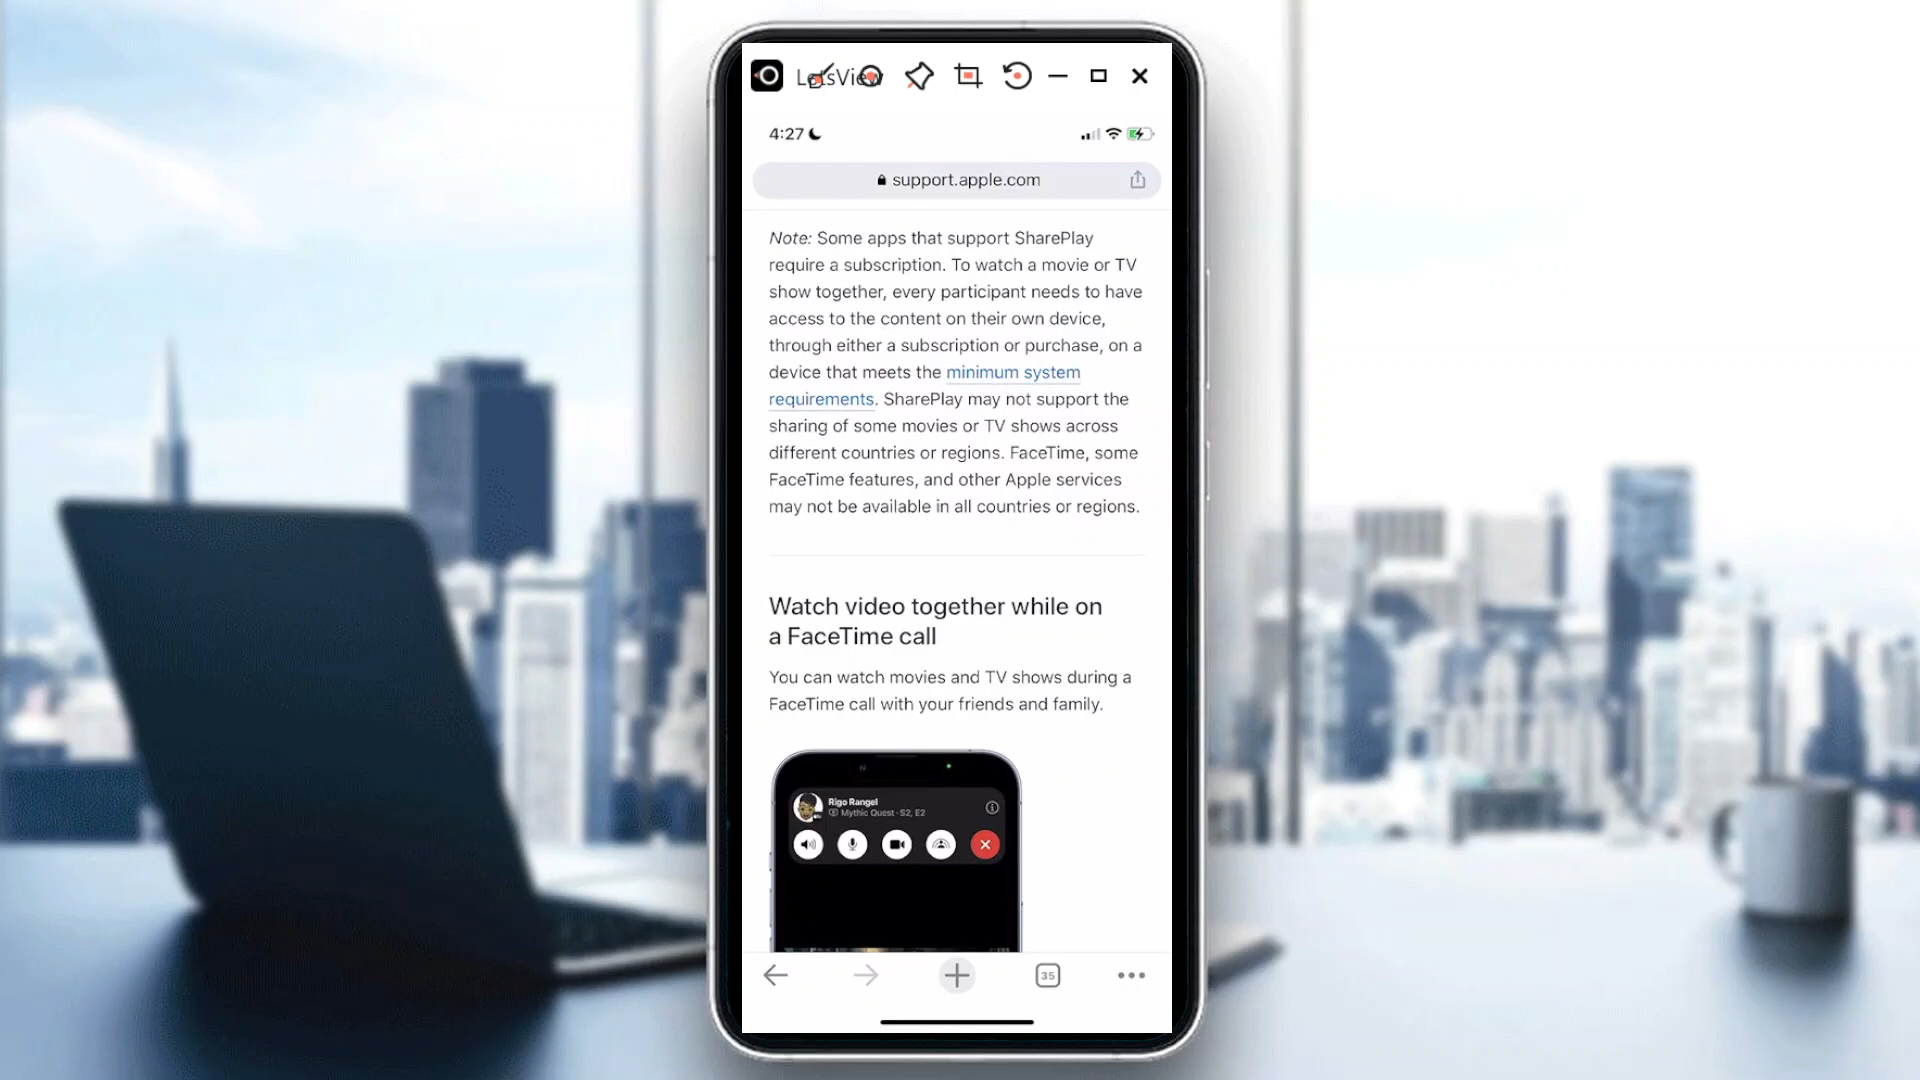 LetsView
4:27
support.apple.com
Note: Some apps that support SharePlay
require a subscription. To watch a movie or TV
show together, every participant needs to have
access to the content on their own device,
through either a subscription or purchase, on a
device that meets the minimum system
requirements. SharePlay may not support the
sharing of some movies or TV shows across
different countries or regions. FaceTime, some
FaceTime features, and other Apple services
may not be available in all countries or regions.
Watch video together while on
a FaceTime call
You can watch movies and TV shows during a
FaceTime call with your friends and family.
Rigo Rangel
Mythic Quest · S2, E2
35